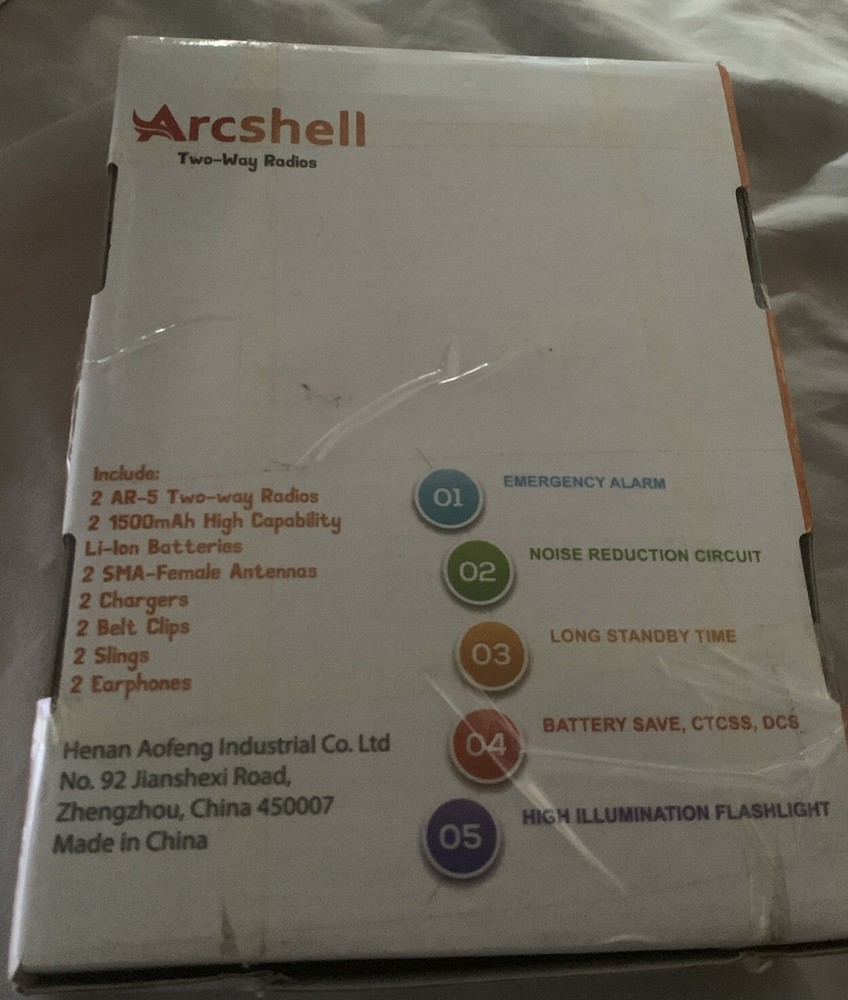 Arcshell
Two-Way Radios
Include:
2 AR-5 Two-way Radios
2 1500mAh High Capability
Li-Ion Batteries
2 SMA-Female Antennas
2 Chargers
2 Belt Clips
2 Slings
2 Earphones
Henan Aofeng Industrial Co. Ltd
No. 92 Jianshexi Road,
Zhengzhou, China 450007
Made in China
01 EMERGENCY ALARM
02 NOISE REDUCTION CIRCUIT
03 LONG STANDBY TIME
04 BATTERY SAVE, CTCSS, DCS
05 HIGH ILLUMINATION FLASHLIGHT